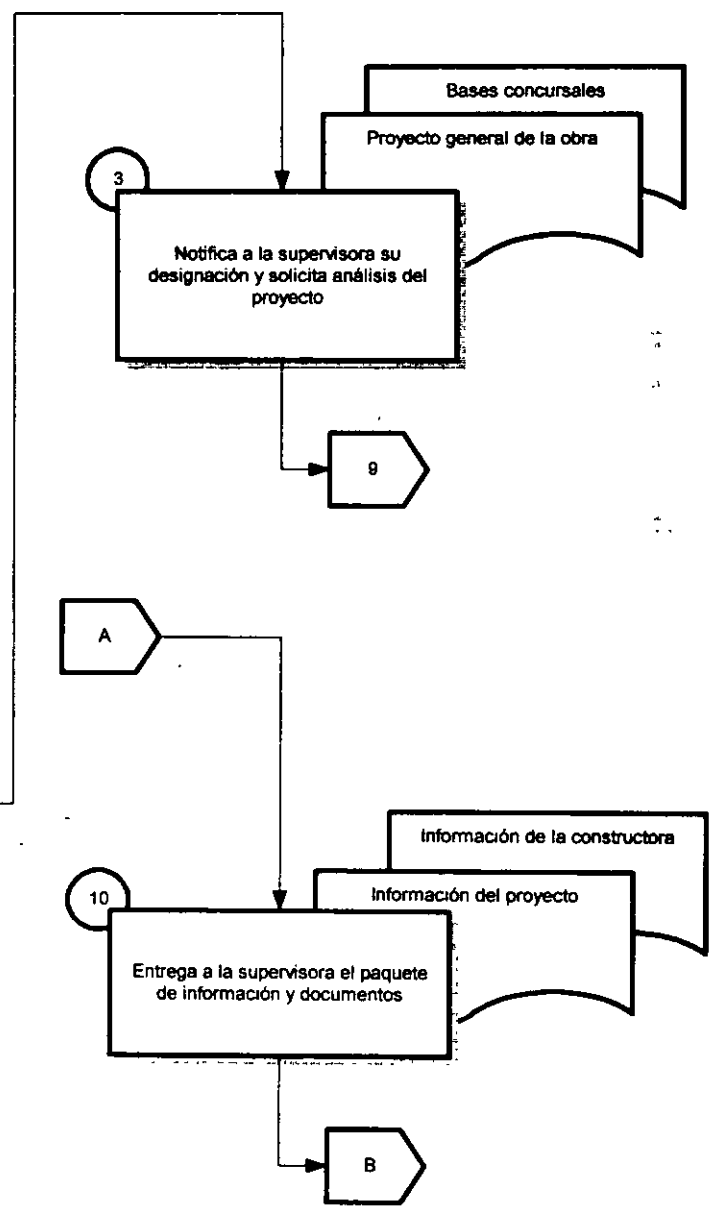 Bases concursales
Proyecto general de la obra
3
Notifica a la supervisora su
designación y solicita análisis del
proyecto
9
A
Información de la constructora
Información del proyecto
10
Entrega a la supervisora el paquete
de información y documentos
B